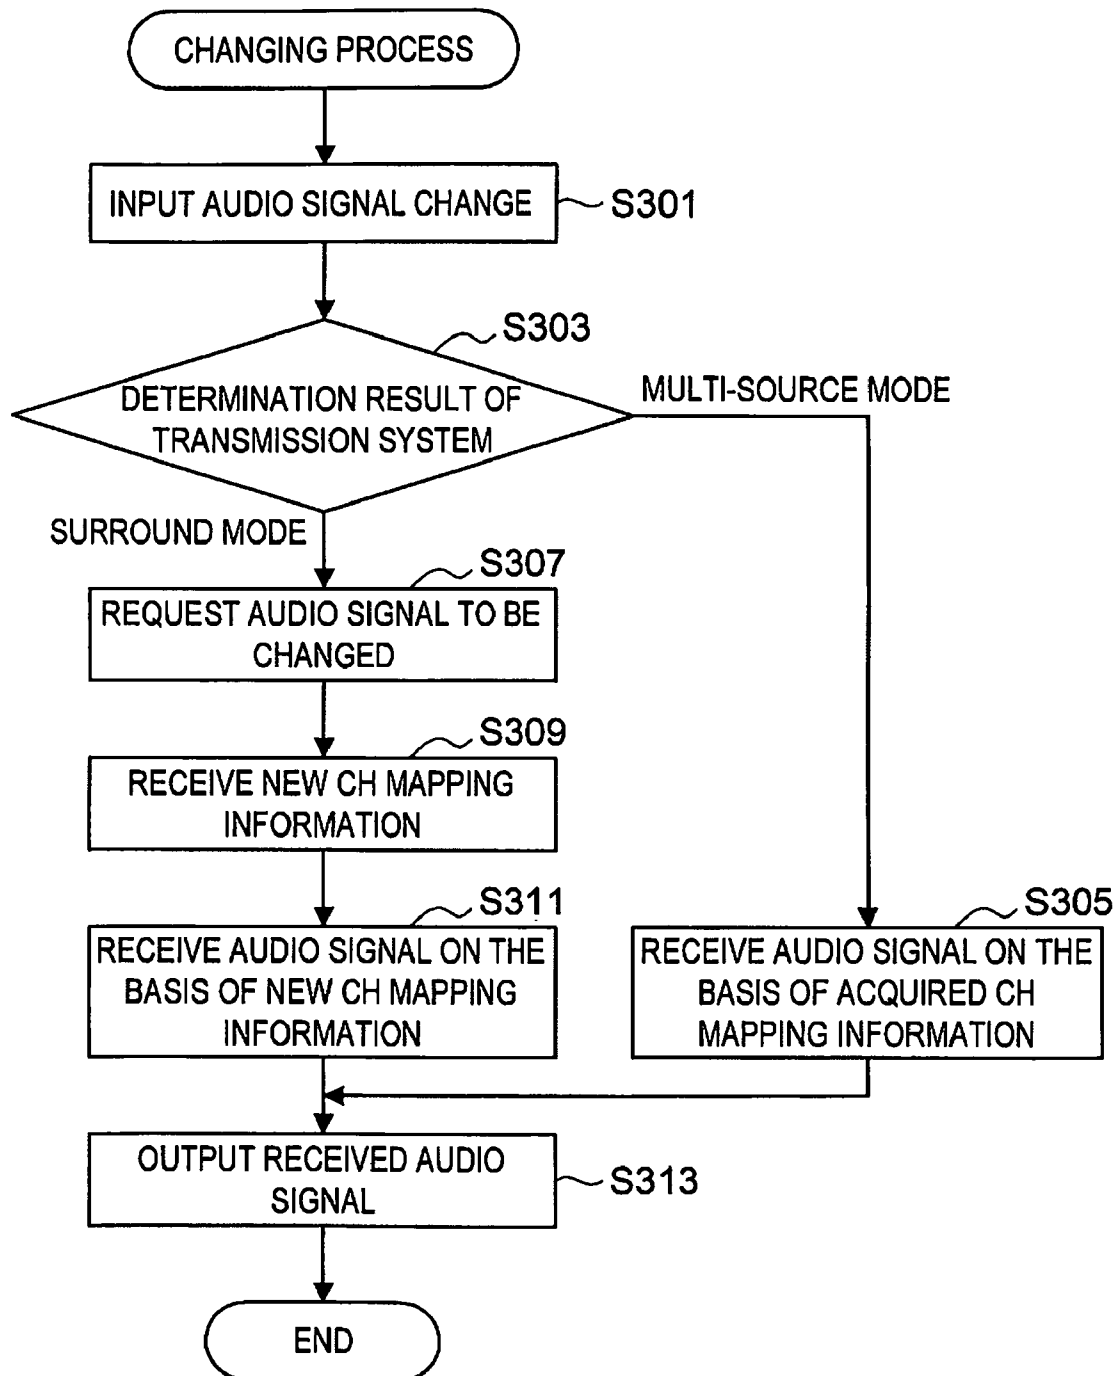 CHANGING PROCESS
INPUT AUDIO SIGNAL CHANGE
S301
S303
DETERMINATION RESULT OF
TRANSMISSION SYSTEM
MULTI-SOURCE MODE
SURROUND MODE
S307
REQUEST AUDIO SIGNAL TO BE
CHANGED
S309
RECEIVE NEW CH MAPPING
INFORMATION
S311
RECEIVE AUDIO SIGNAL ON THE
BASIS OF NEW CH MAPPING
INFORMATION
S305
RECEIVE AUDIO SIGNAL ON THE
BASIS OF ACQUIRED CH
MAPPING INFORMATION
OUTPUT RECEIVED AUDIO
SIGNAL
S313
END